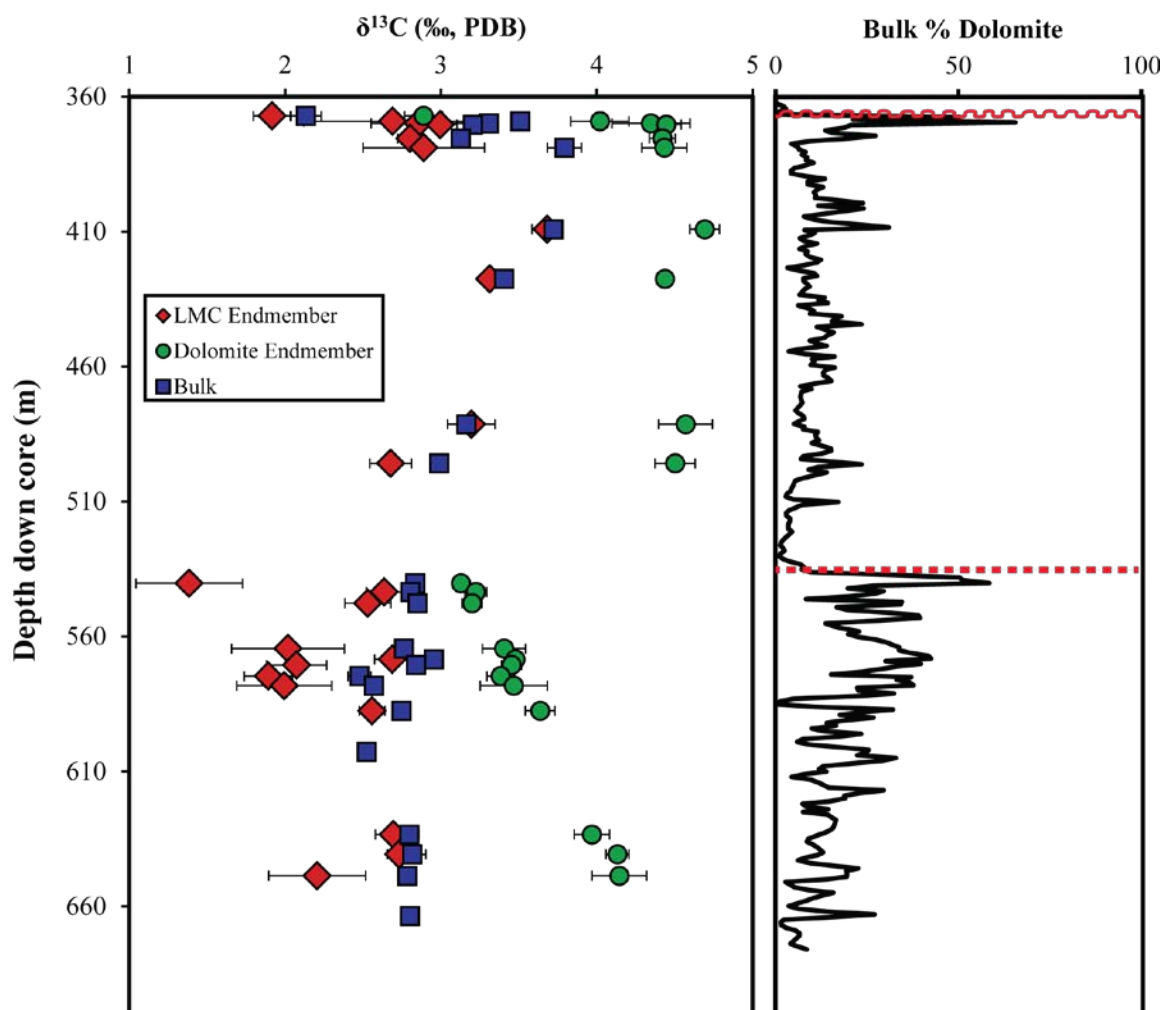 δ¹³C (‰, PDB)
Bulk % Dolomite
1 2 3 4 5
0 50 100
360
410
460
510
560
610
660
Depth down core (m)
LMC Endmember
Dolomite Endmember
Bulk